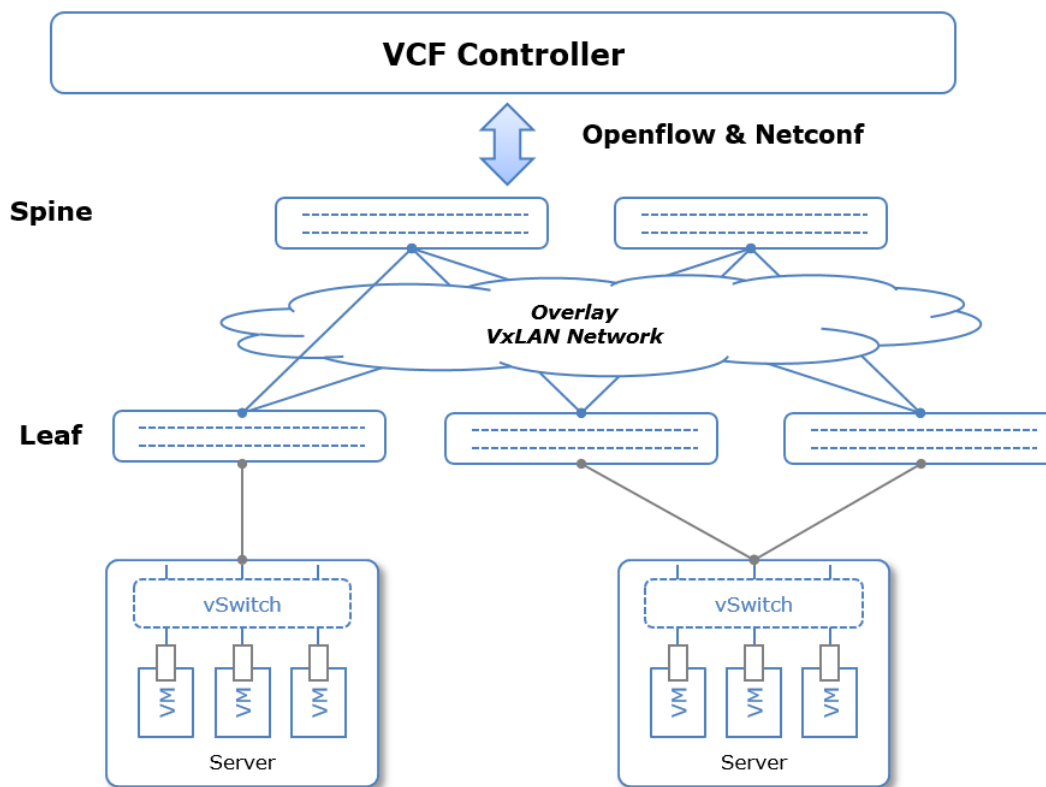 VCF Controller
Openflow & Netconf
Spine
Overlay
VxLAN Network
Leaf
vSwitch
vSwitch
VM
VM
VM
VM
VM
VM
Server
Server